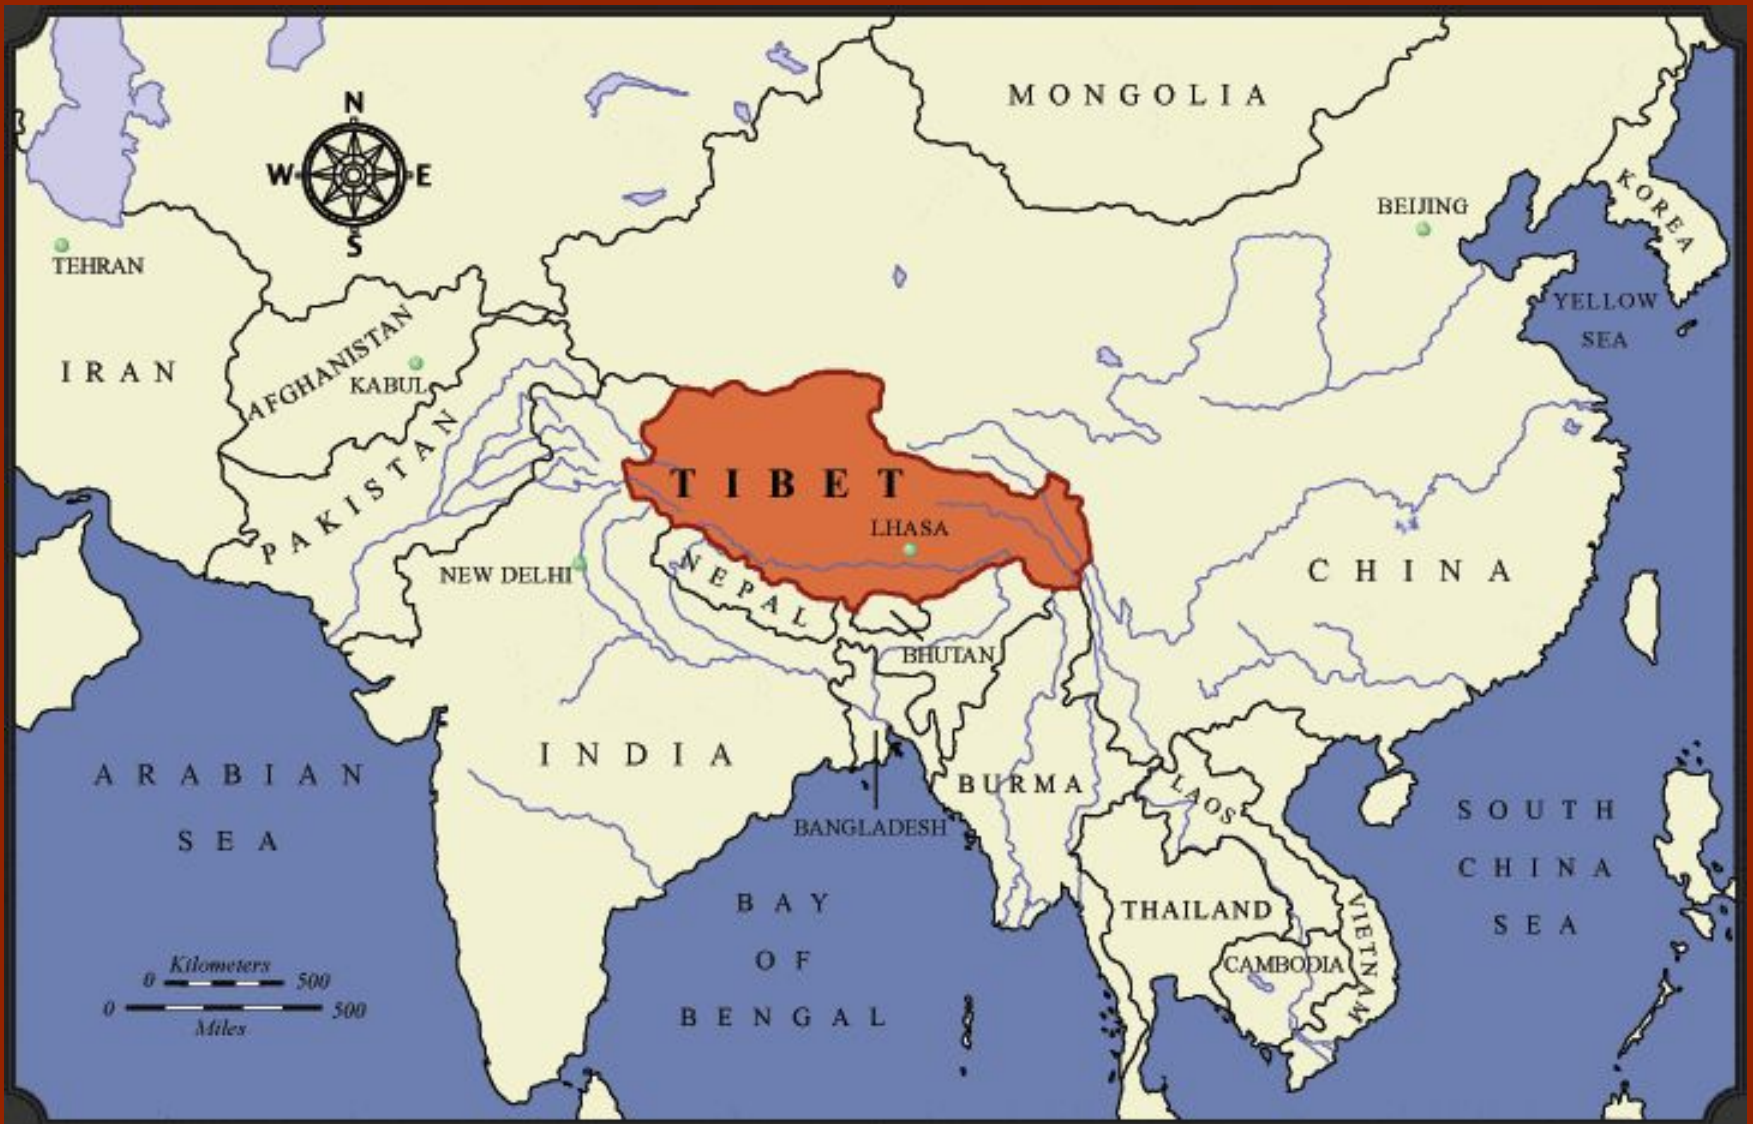 MONGOLIA
N
W E
S
KOREA
BEIJING
TEHRAN
YELLOW
SEA
IRAN
AFGHANISTAN
KABUL
PAKISTAN
TIBET
LHASA
NEW DELHI
NEPAL
CHINA
BHUTAN
INDIA
ARABIAN
SEA
BURMA
LAOS
BANGLADESH
SOUTH
CHINA
SEA
BAY
OF
BENGAL
THAILAND
VIETNAM
CAMBODIA
Kilometers
0 500
0 500
Miles